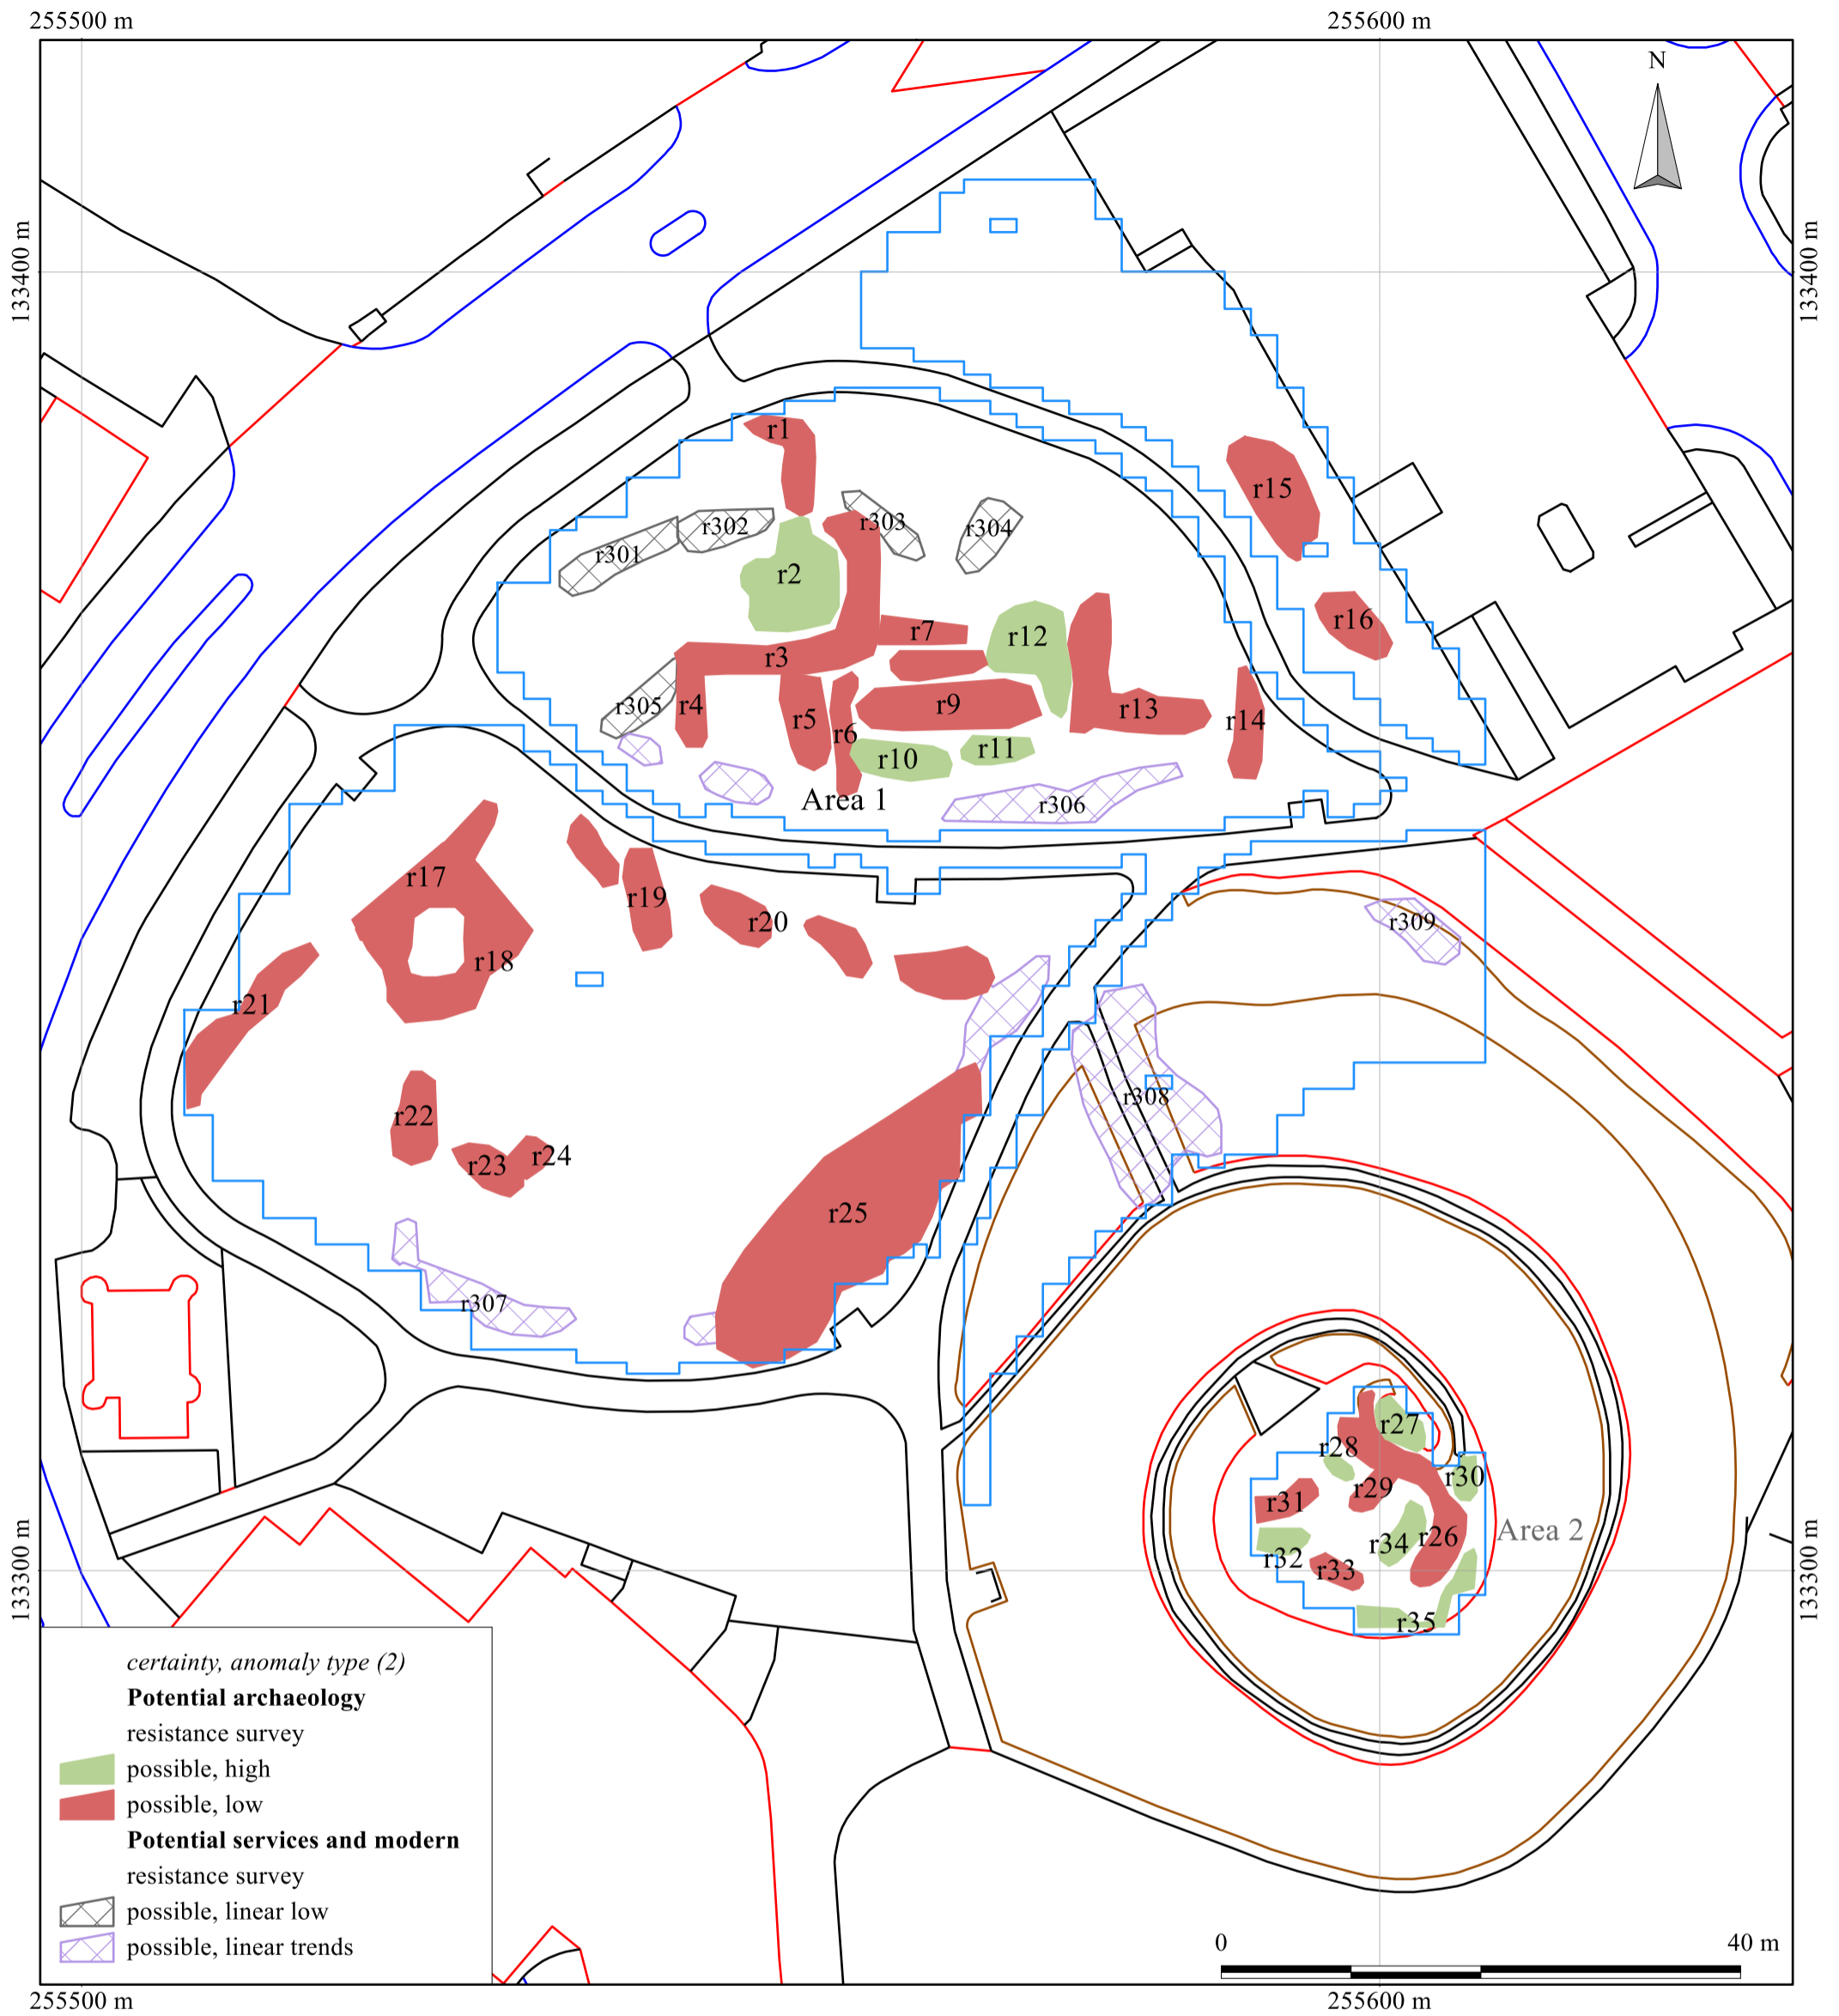 255500 m
255600 m
N
133400 m
133400 m
r1
r15
r303
r302
r304
r301
r2
r16
r7
r12
r3
r305
r4
r9
r13
r5
r14
r6
r11
r10
Area 1
r306
r17
r19
r20
r309
r18
r21
r308
r22
r24
r23
r25
r307
r27
r28
r30
r29
r31
Area 2
r26
r34
r32
r33
r35
133300 m
133300 m
certainty, anomaly type (2)
Potential archaeology
resistance survey
possible, high
possible, low
Potential services and modern
resistance survey
possible, linear low
possible, linear trends
0
40 m
255500 m
255600 m